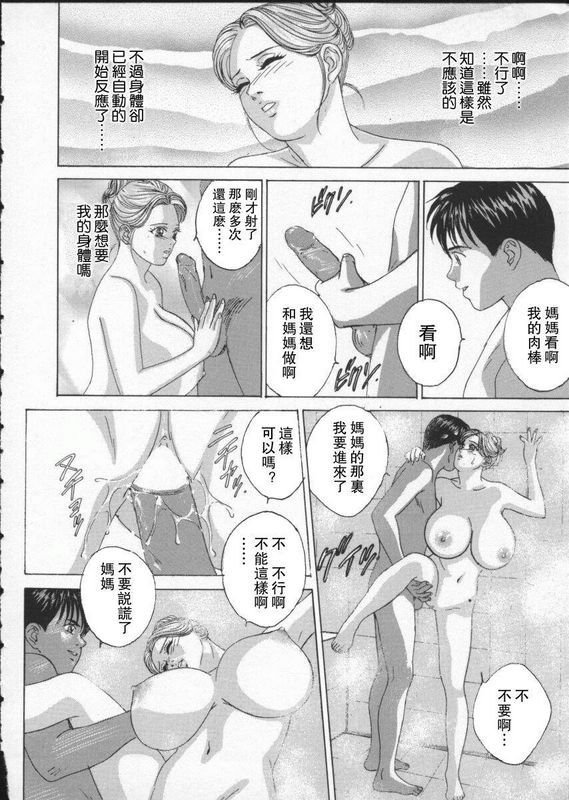 啊啊……
不行了
……雖然
知道這樣是
不應該的
不過身體卻
已經自動的
開始反應了……
媽媽看啊
我的肉棒
看啊
我還想
和媽媽做啊
剛才射了
那麼多次
還這麼……
那麼想要
我的身體嗎
媽媽的那裏
我要進來了
不
不要啊…
這樣
可以嗎？
不 不行啊
不能這樣啊
……
不要說謊了
媽媽